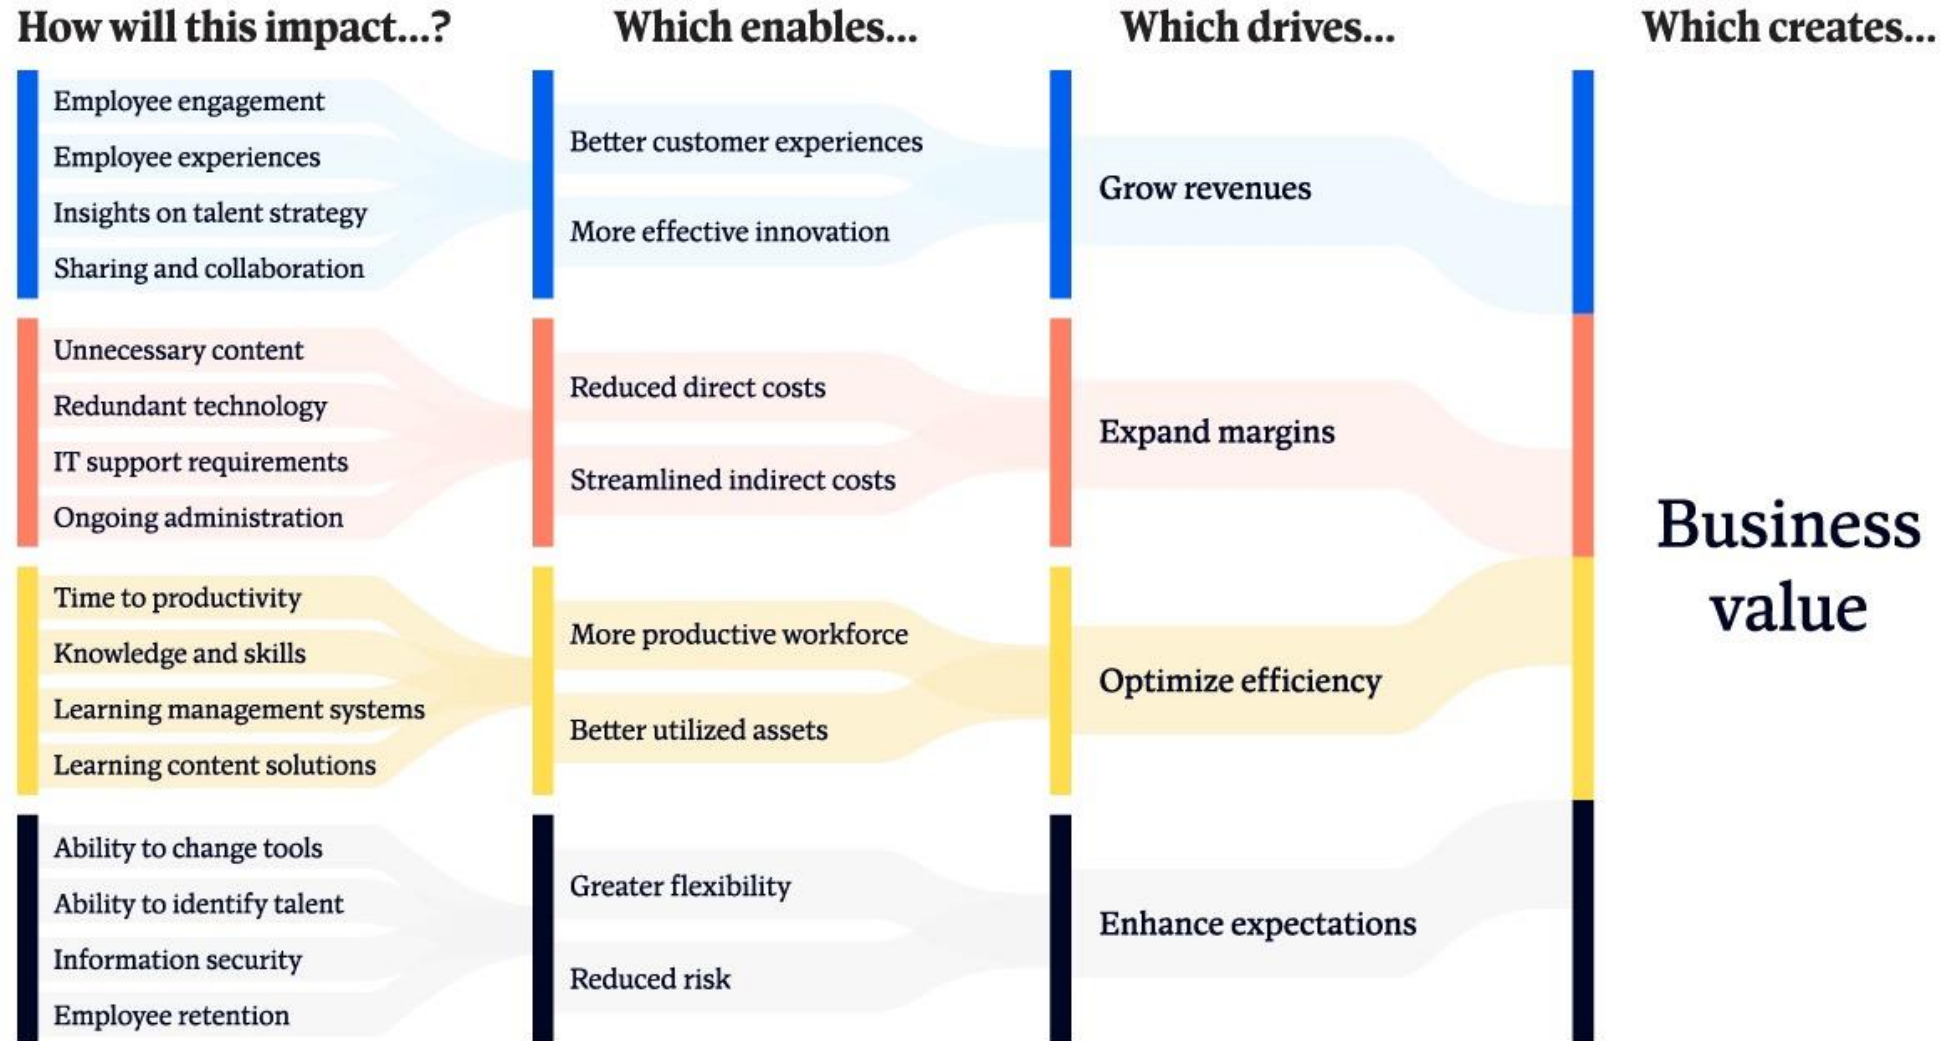 How will this impact...?
Which enables...
Which drives...
Which creates...
Employee engagement
Employee experiences
Insights on talent strategy
Sharing and collaboration
Better customer experiences
More effective innovation
Grow revenues
Unnecessary content
Redundant technology
IT support requirements
Ongoing administration
Reduced direct costs
Streamlined indirect costs
Expand margins
Time to productivity
Knowledge and skills
Learning management systems
Learning content solutions
More productive workforce
Better utilized assets
Optimize efficiency
Ability to change tools
Ability to identify talent
Information security
Employee retention
Greater flexibility
Reduced risk
Enhance expectations
Business
value